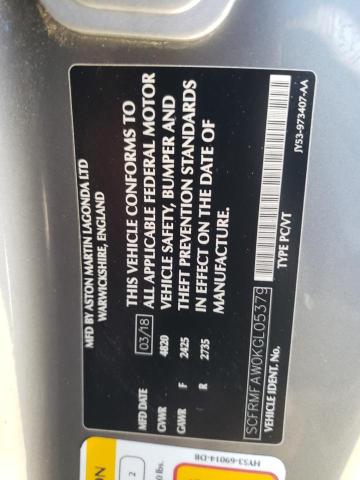 MFD BY ASTON MARTIN LAGONDA LTD
WARWICKSHIRE, ENGLAND
THIS VEHICLE CONFORMS TO
ALL APPLICABLE FEDERAL MOTOR
VEHICLE SAFETY, BUMPER AND
THEFT PREVENTION STANDARDS
IN EFFECT ON THE DATE OF
MANUFACTURE.
MFD DATE 03/18
GVWR 4820
GAWR F 2425
R 2735
SCFRMFAW0KGL05379
VEHICLE IDENT. No. TYPE PC/VT
JY53-973407-AA
HY53-69014-DB
2
lbs.